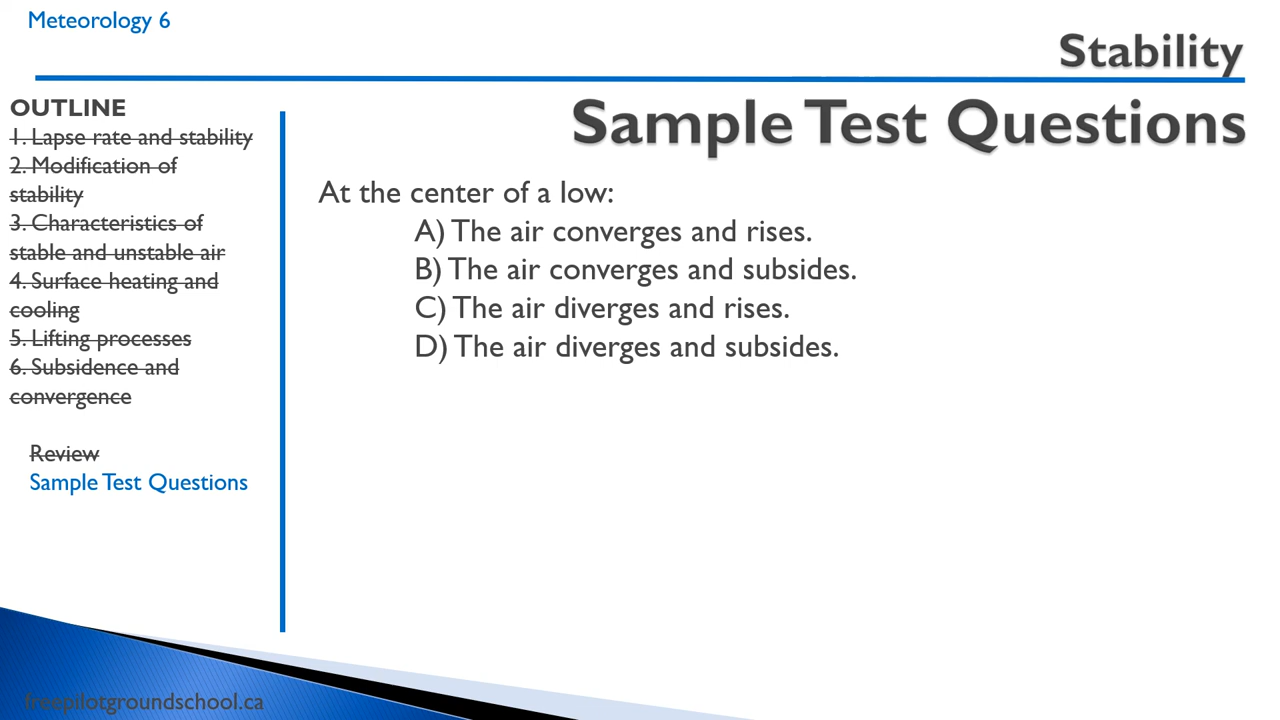 Meteorology 6
Stability
OUTLINE
1. Lapse rate and stability
2. Modification of
stability
3. Characteristics of
stable and unstable air
4. Surface heating and
cooling
5. Lifting processes
6. Subsidence and
convergence
Review
Sample Test Questions
Sample Test Questions
At the center of a low:
A) The air converges and rises.
B) The air converges and subsides.
C) The air diverges and rises.
D) The air diverges and subsides.
freepilotgroundschool.ca